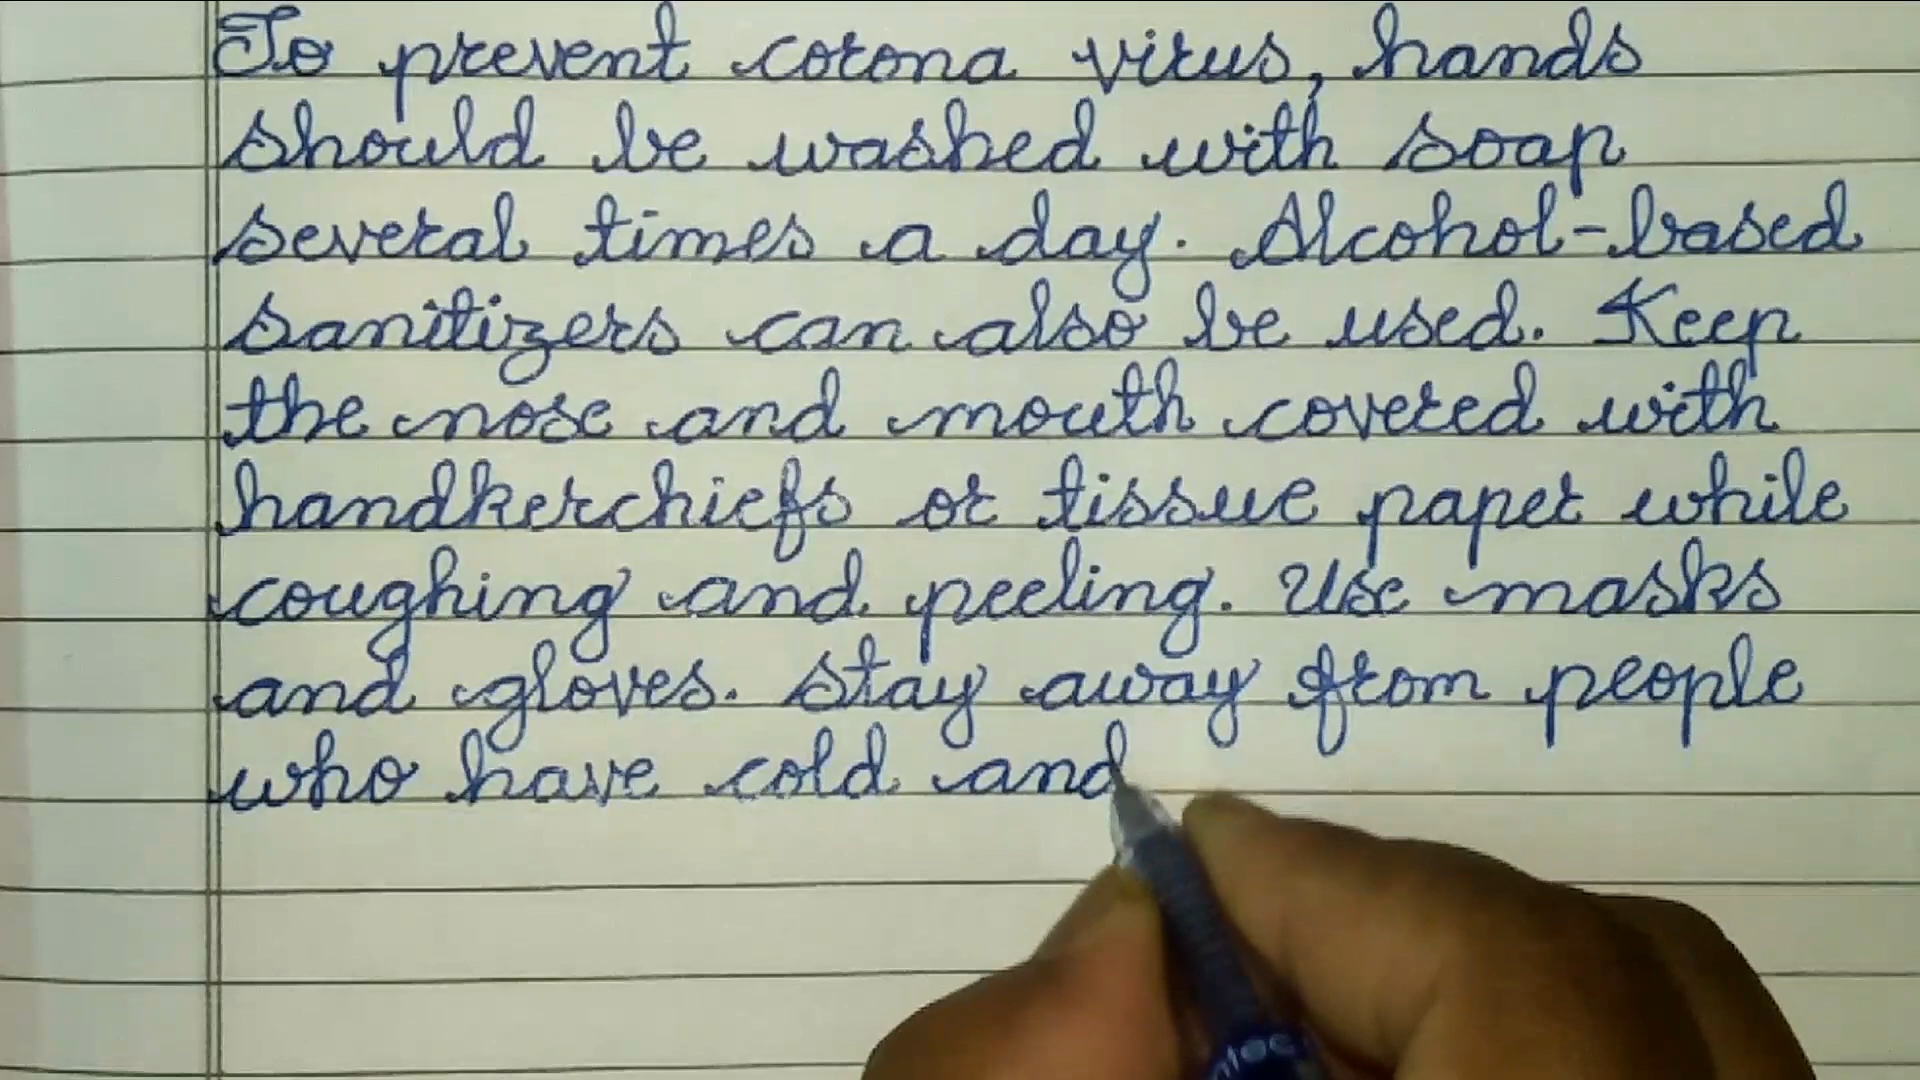 To prevent corona virus, hands
should be washed with soap
several times a day. Alcohol-based
sanitizers can also be used. Keep
the nose and mouth covered with
handkerchiefs or tissue paper while
coughing and peeling. Use masks
and gloves. Stay away from people
who have cold and